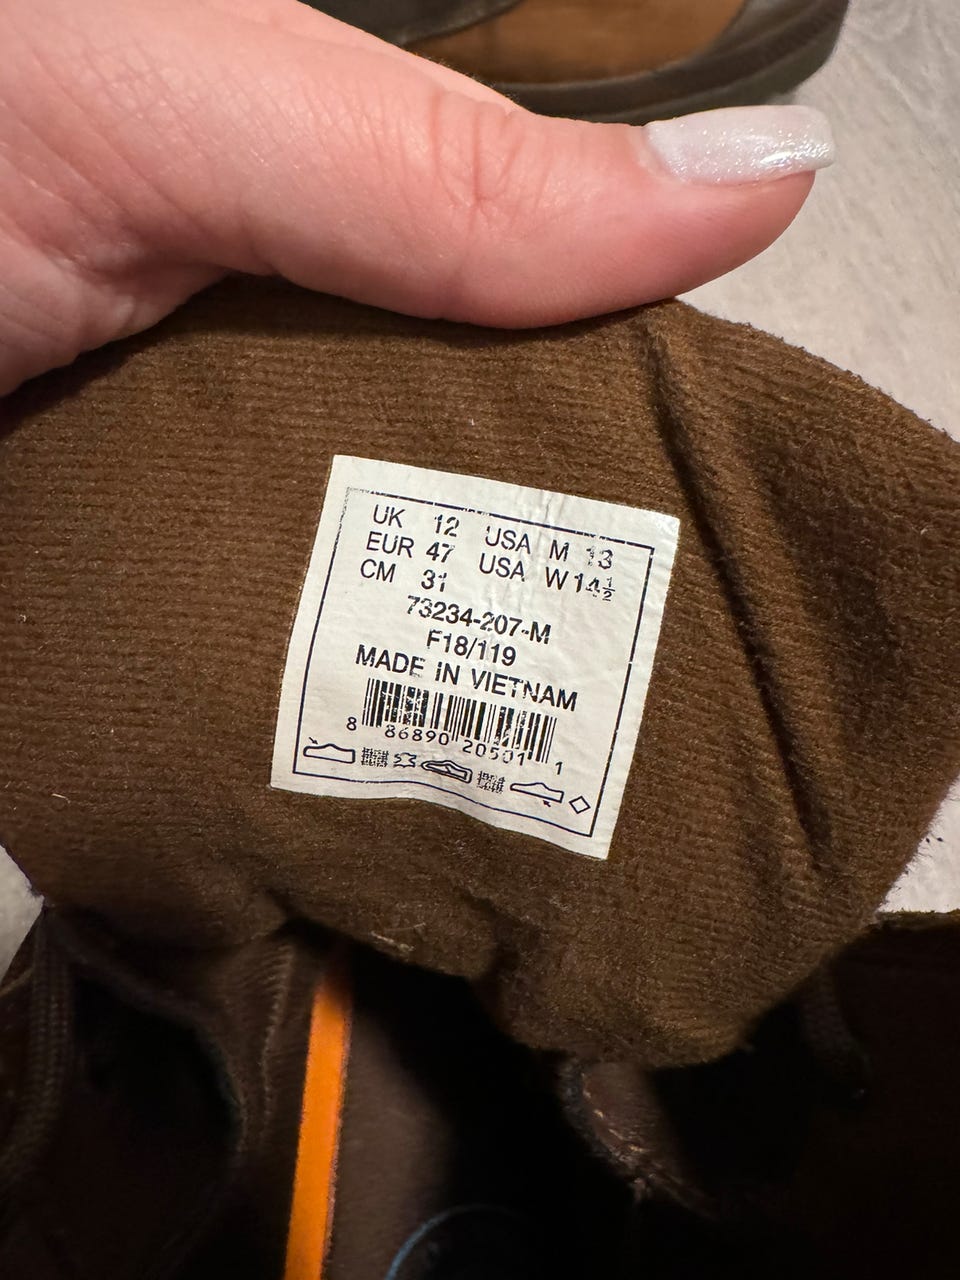 UK 12 USA M 13
EUR 47 USA W 14½
CM 31
73234-207-M
F18/119
MADE IN VIETNAM
8 86890 20501 1